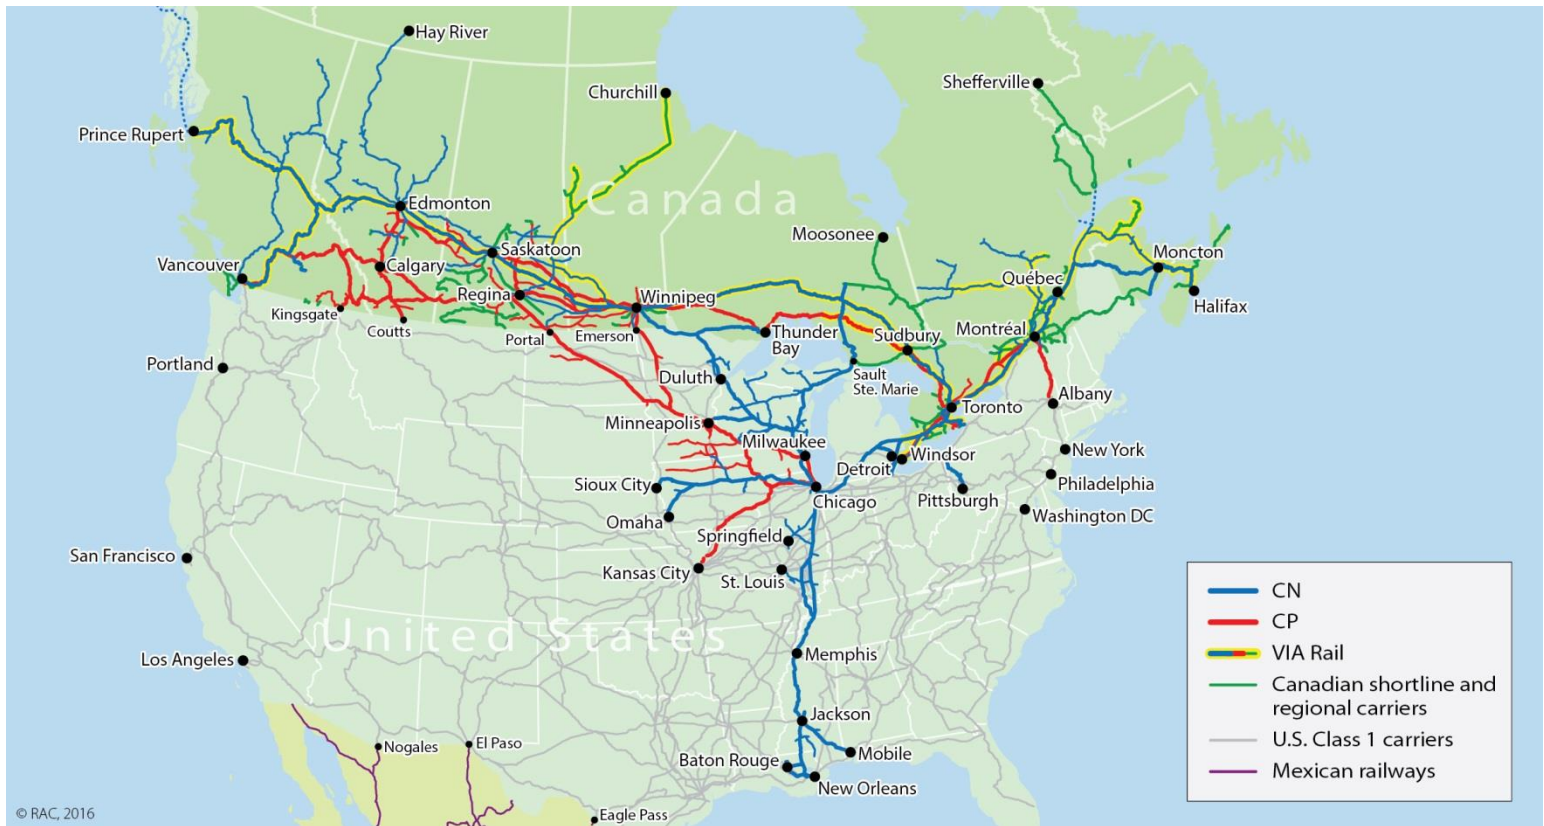 Hay River
Churchill
Shefferville
Prince Rupert
Canada
Edmonton
Moosonee
Saskatoon
Moncton
Vancouver
Calgary
Québec
Regina
Winnipeg
Halifax
Kingsgate
Coutts
Portal
Emerson
Thunder
Bay
Sudbury
Montréal
Portland
Duluth
Sault
Ste. Marie
Albany
Toronto
Minneapolis
Milwaukee
New York
Detroit
Windsor
Sioux City
Chicago
Pittsburgh
Philadelphia
Omaha
Washington DC
Springfield
San Francisco
Kansas City
St. Louis
United States
Los Angeles
Memphis
Jackson
Nogales
El Paso
Baton Rouge
Mobile
New Orleans
Eagle Pass
CN
CP
VIA Rail
Canadian shortline and
regional carriers
U.S. Class 1 carriers
Mexican railways
© RAC, 2016